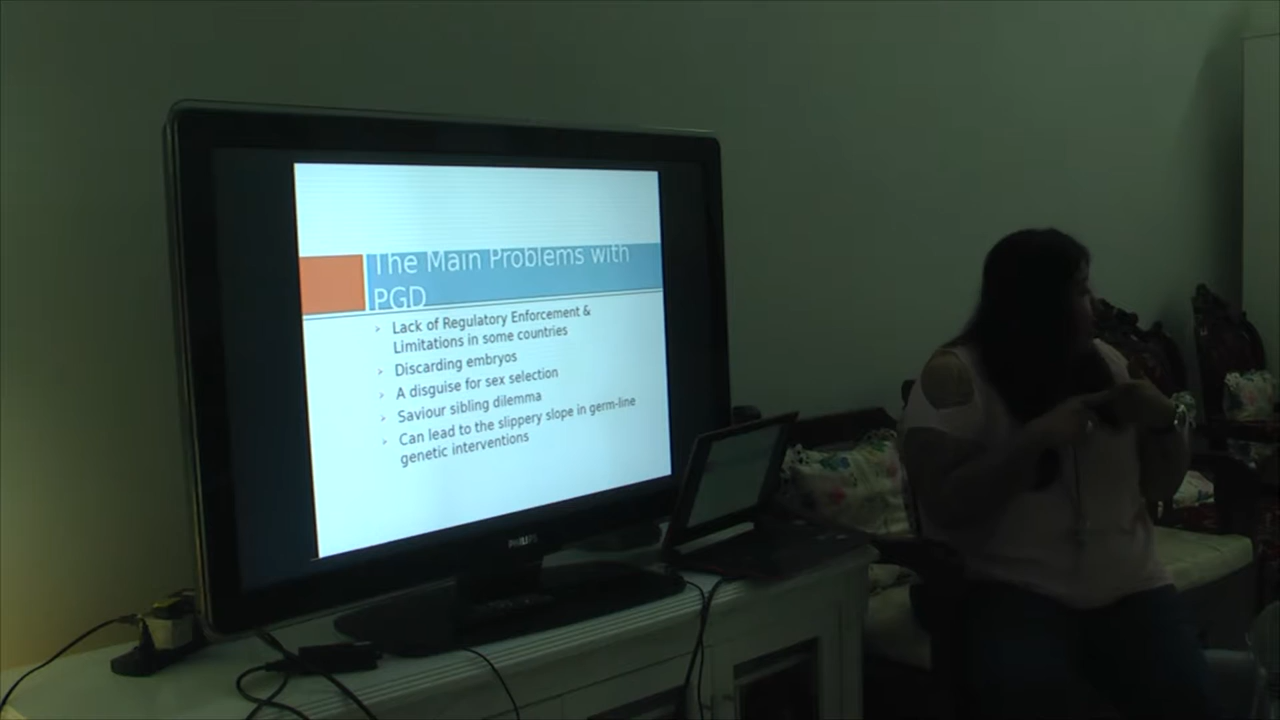 The Main Problems with
PGD
Lack of Regulatory Enforcement &
Limitations in some countries
Discarding embryos
A disguise for sex selection
Saviour sibling dilemma
Can lead to the slippery slope in germ-line
genetic interventions
PHILIPS